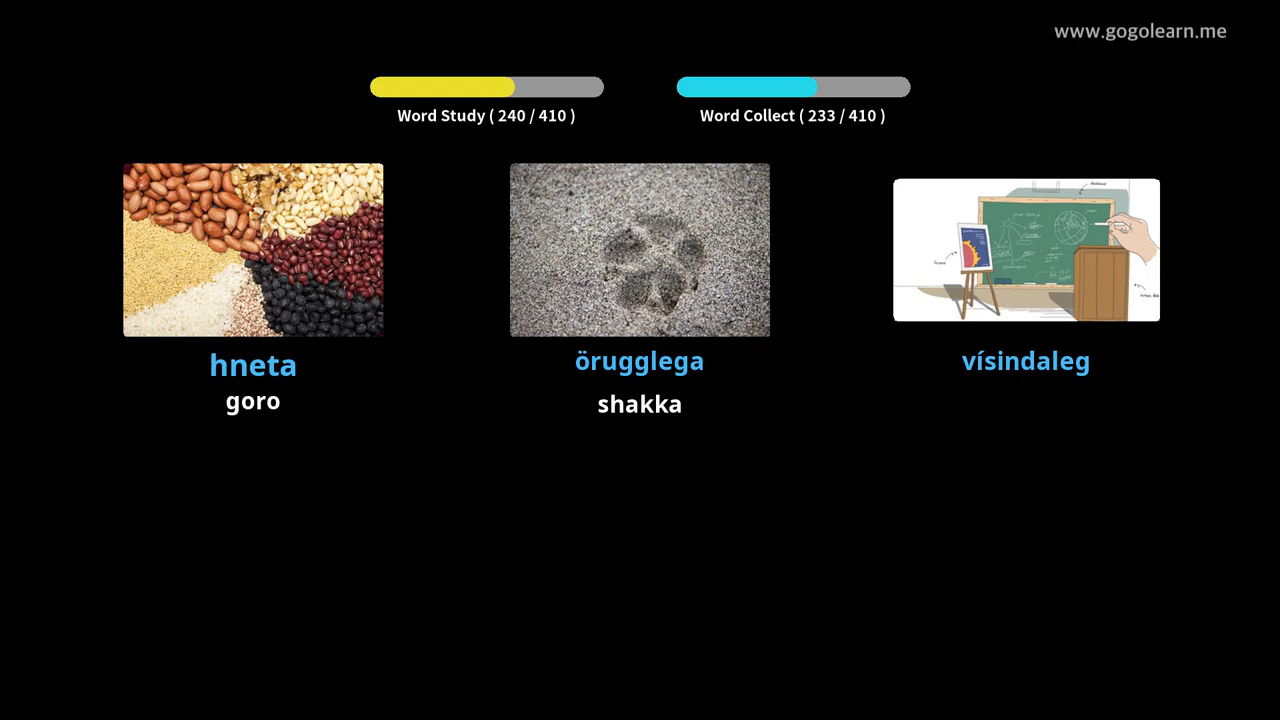 www.gogolearn.me
Word Study ( 240 / 410 )
Word Collect ( 233 / 410 )
hneta
goro
örugglega
shakka
vísindaleg